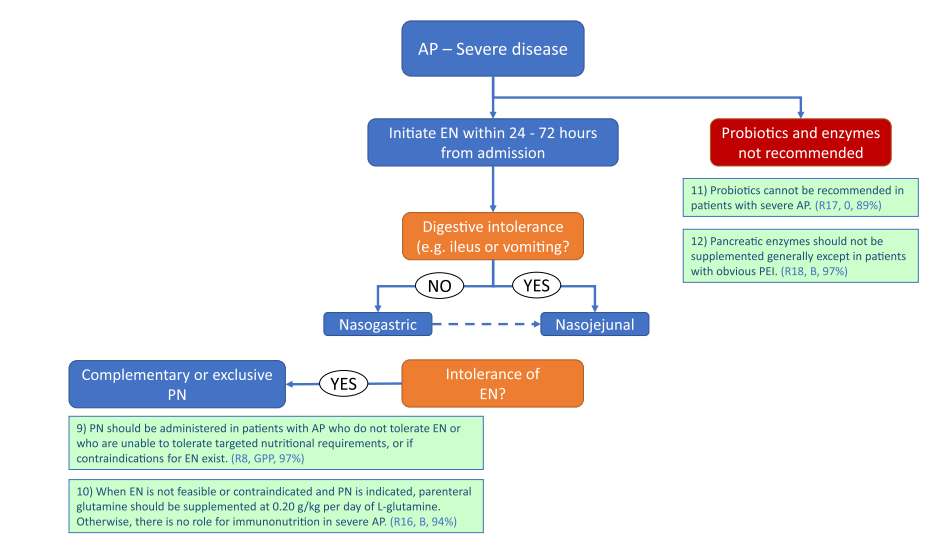 AP – Severe disease
Initiate EN within 24 - 72 hours
from admission
Probiotics and enzymes
not recommended
11) Probiotics cannot be recommended in
patients with severe AP. (R17, 0, 89%)
12) Pancreatic enzymes should not be
supplemented generally except in patients
with obvious PEI. (R18, B, 97%)
Digestive intolerance
(e.g. ileus or vomiting?
NO
YES
Nasogastric
Nasojejunal
Complementary or exclusive
PN
YES
Intolerance of
EN?
9) PN should be administered in patients with AP who do not tolerate EN or
who are unable to tolerate targeted nutritional requirements, or if
contraindications for EN exist. (R8, GPP, 97%)
10) When EN is not feasible or contraindicated and PN is indicated, parenteral
glutamine should be supplemented at 0.20 g/kg per day of L-glutamine.
Otherwise, there is no role for immunonutrition in severe AP. (R16, B, 94%)